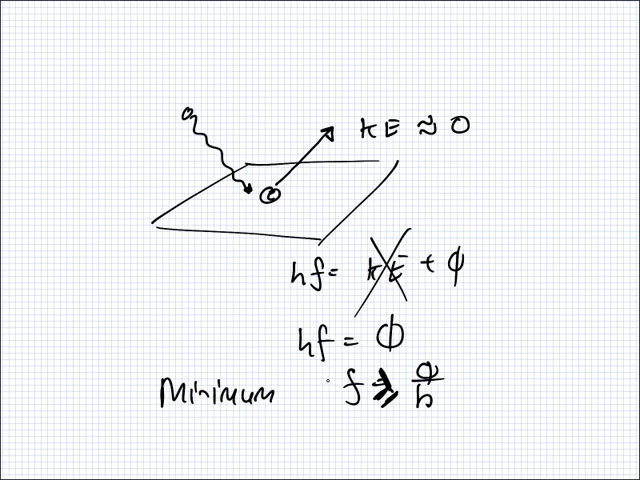 KE ≈ 0
hf = KE + ϕ
hf = ϕ
Minimum f ≥ ϕ/h